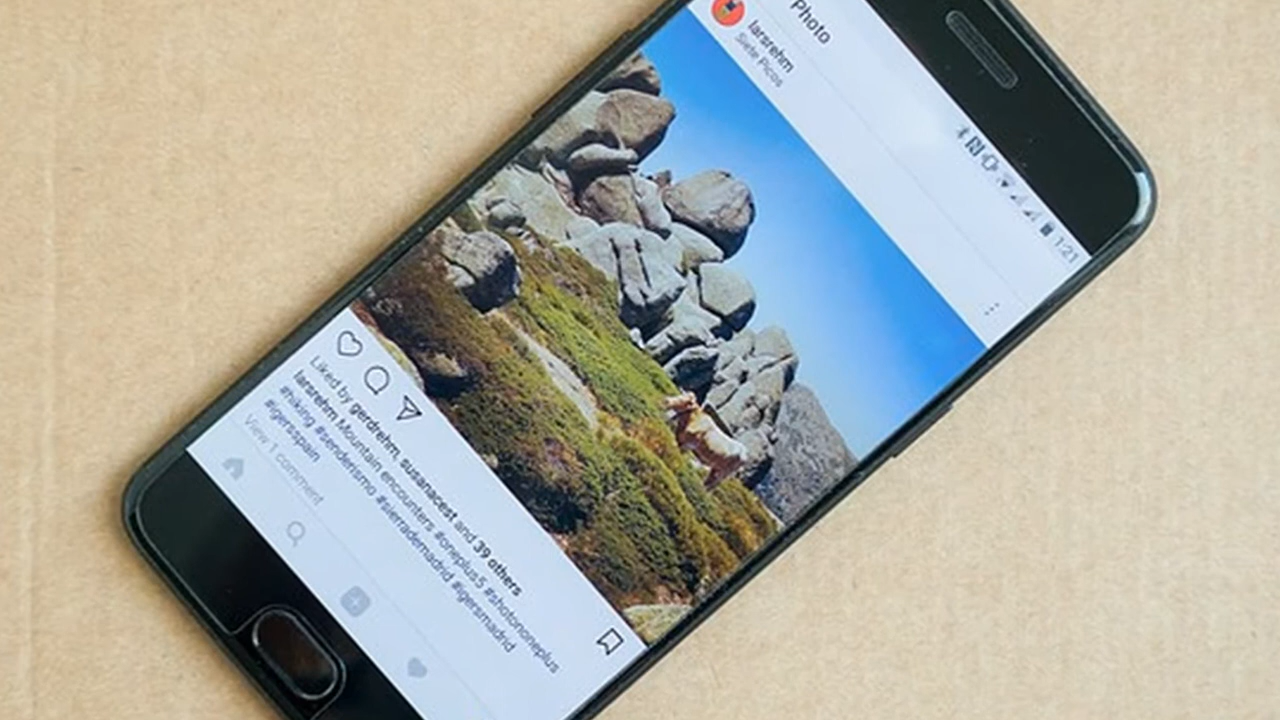 1:21
Photo
larsrehm
Siete Picos
Liked by gerdrehm, susanacest and 39 others
larsrehm Mountain encounters #oneplus5 #shotononeplus
#hiking #senderismo #sierrademadrid #igersmadrid
#igersspain
View 1 comment